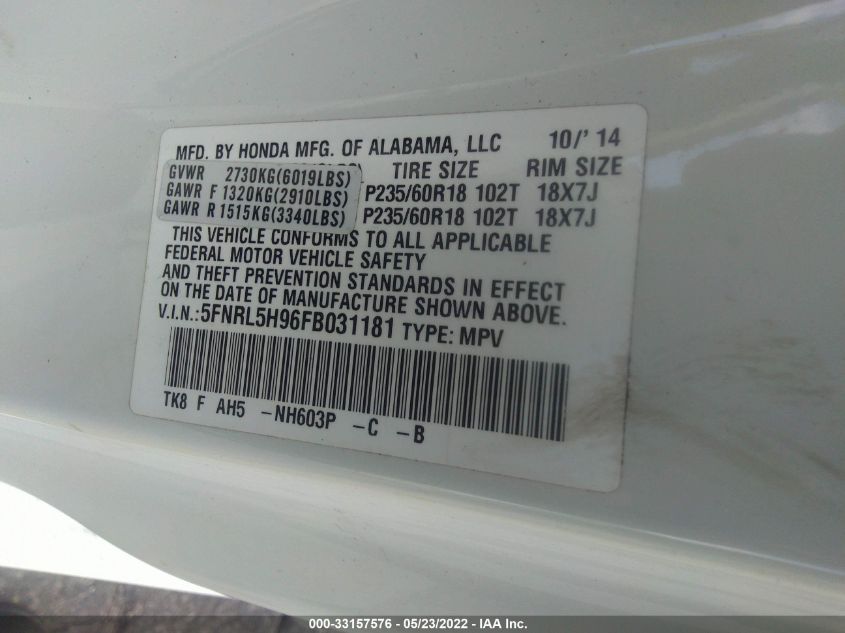 MFD. BY HONDA MFG. OF ALABAMA, LLC 10/' 14
GVWR 2730KG(6019LBS) TIRE SIZE RIM SIZE
GAWR F 1320KG(2910LBS) P235/60R18 102T 18X7J
GAWR R 1515KG(3340LBS) P235/60R18 102T 18X7J
THIS VEHICLE CONFORMS TO ALL APPLICABLE
FEDERAL MOTOR VEHICLE SAFETY
AND THEFT PREVENTION STANDARDS IN EFFECT
ON THE DATE OF MANUFACTURE SHOWN ABOVE.
V.I.N.:5FNRL5H96FB031181 TYPE: MPV
TK8 F AH5 -NH603P -C -B
000-33157576 - 05/23/2022 - IAA Inc.